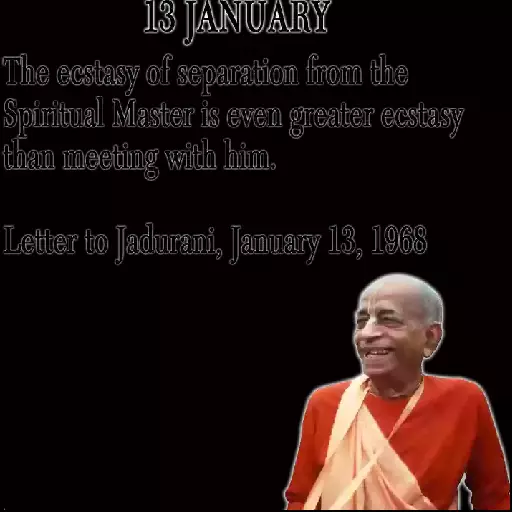 13 JANUARY
The ecstasy of separation from the
Spiritual Master is even greater ecstasy
than meeting with him.
Letter to Jadurani, January 13, 1968